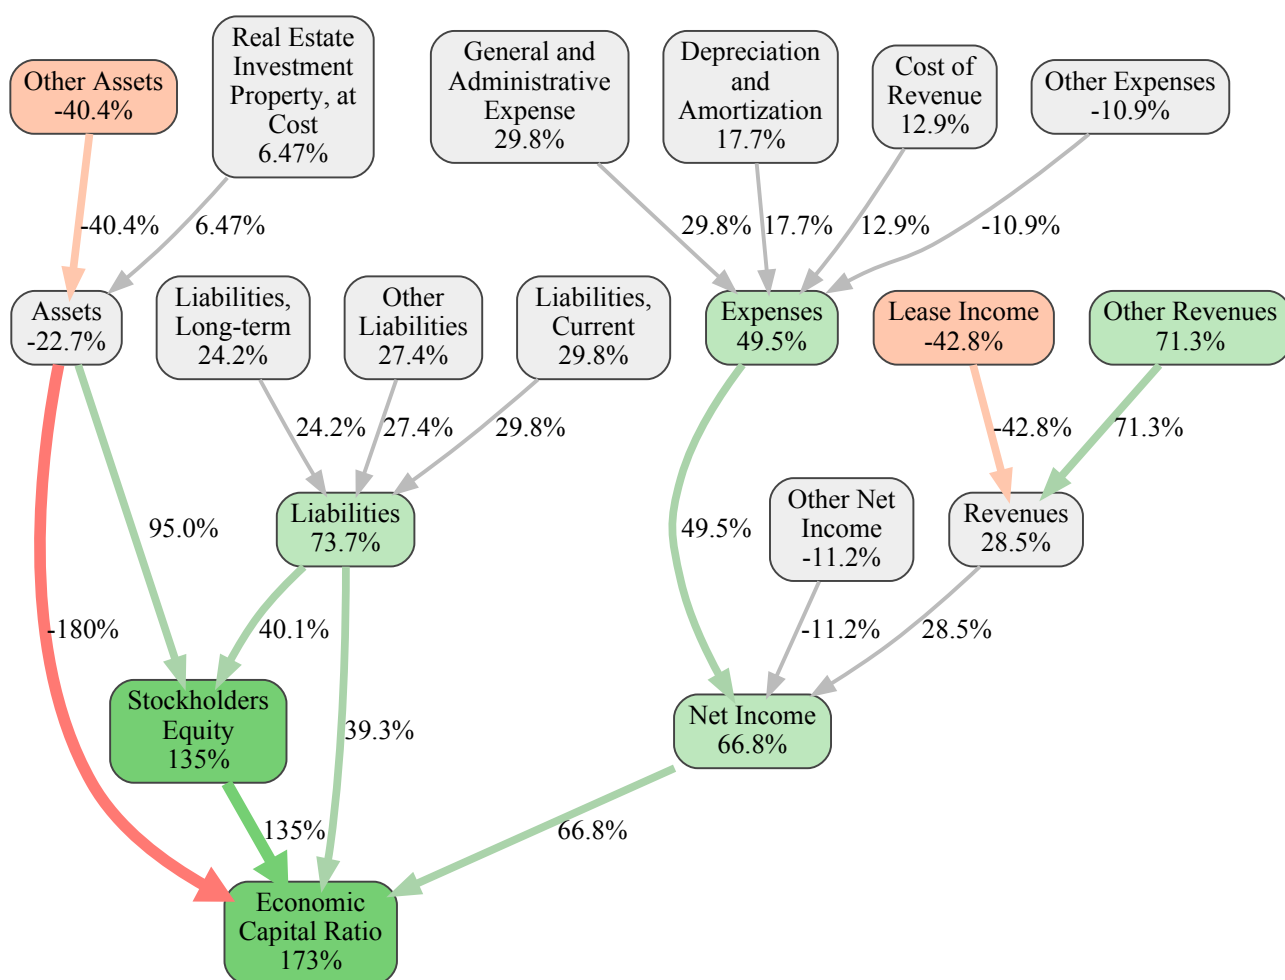 Other Assets
-40.4%
Real Estate
Investment
Property, at
Cost
6.47%
General and
Administrative
Expense
29.8%
Depreciation
and
Amortization
17.7%
Cost of
Revenue
12.9%
Other Expenses
-10.9%
-40.4%
6.47%
29.8%
17.7%
12.9%
-10.9%
Assets
-22.7%
Liabilities,
Long-term
24.2%
Other
Liabilities
27.4%
Liabilities,
Current
29.8%
Expenses
49.5%
Lease Income
-42.8%
Other Revenues
71.3%
24.2%
27.4%
29.8%
-42.8%
71.3%
95.0%
Liabilities
73.7%
49.5%
Other Net
Income
-11.2%
Revenues
28.5%
-180%
40.1%
-11.2%
28.5%
Stockholders
Equity
135%
39.3%
Net Income
66.8%
135%
66.8%
Economic
Capital Ratio
173%